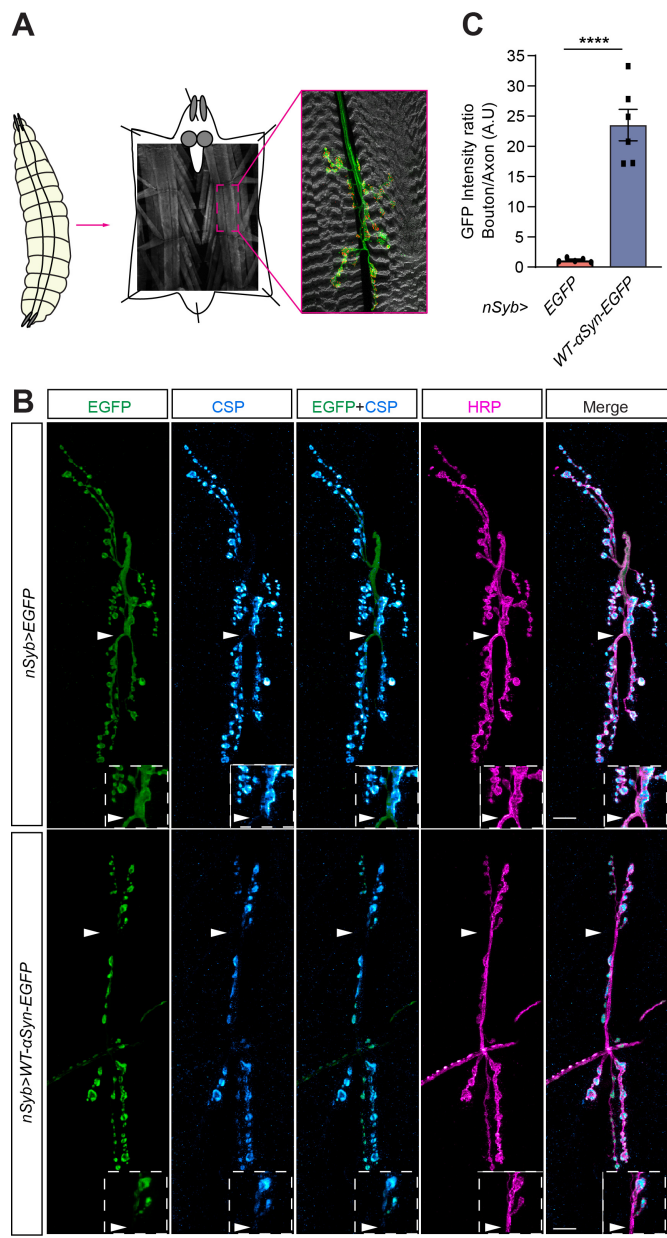 A
C
GFP Intensity ratio
Bouton/Axon (A.U)
****
35
30
25
20
15
10
5
0
nSyb>
EGFP
WT-αSyn-EGFP
B
EGFP
CSP
EGFP+CSP
HRP
Merge
nSyb>EGFP
nSyb>WT-αSyn-EGFP